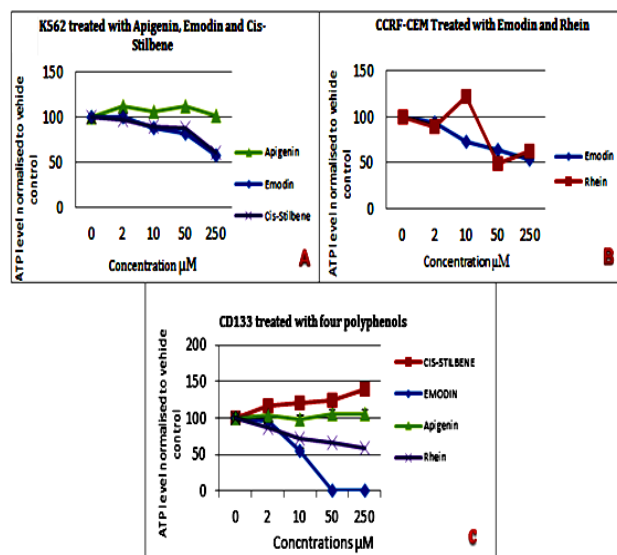 K562 treated with Apigenin, Emodin and Cis-
Stilbene
ATP level normalised to vehicle
control
150
100
50
0
0 2 10 50 250
Concentration µM
Apigenin
Emodin
Cis-Stilbene
A
CCRF-CEM Treated with Emodin and Rhein
ATP level normalised to vehicle
control
150
100
50
0
0 2 10 50 250
Concentration µM
Emodin
Rhein
B
CD133 treated with four polyphenols
ATP level normalised to vehicle
control
200
150
100
50
0
0 2 10 50 250
Concntrations µM
CIS-STILBENE
EMODIN
Apigenin
Rhein
C